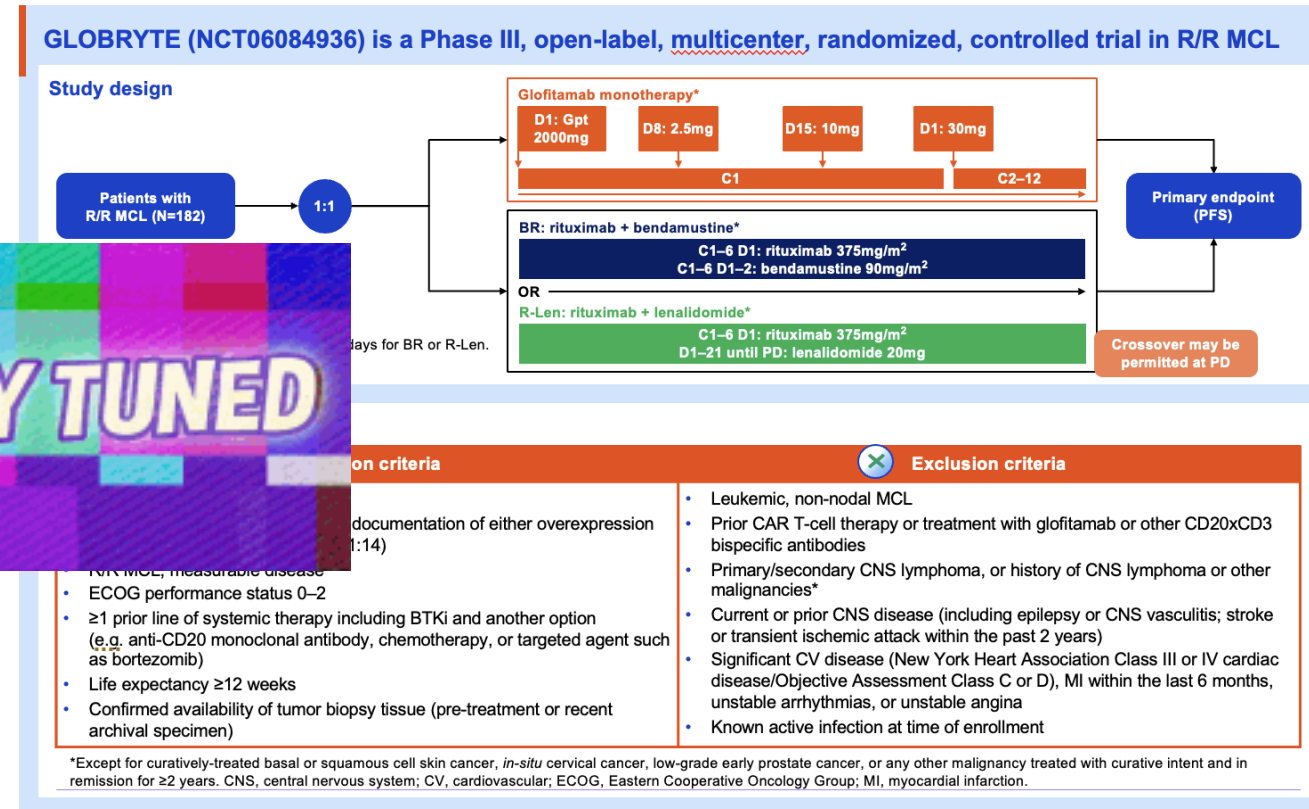 GLOBRYTE (NCT06084936) is a Phase III, open-label, multicenter, randomized, controlled trial in R/R MCL
Study design
Glofitamab monotherapy*
D1: Gpt
2000mg
D8: 2.5mg
D15: 10mg
D1: 30mg
C1
C2–12
Patients with
R/R MCL (N=182)
1:1
Primary endpoint
(PFS)
BR: rituximab + bendamustine*
C1–6 D1: rituximab 375mg/m²
C1–6 D1–2: bendamustine 90mg/m²
OR
R-Len: rituximab + lenalidomide*
C1–6 D1: rituximab 375mg/m²
D1–21 until PD: lenalidomide 20mg
days for BR or R-Len.
Crossover may be
permitted at PD
Y TUNED
on criteria
documentation of either overexpression
1:14)
R/R MCL, measurable disease
• ECOG performance status 0–2
• ≥1 prior line of systemic therapy including BTKi and another option
(e.g. anti-CD20 monoclonal antibody, chemotherapy, or targeted agent such
as bortezomib)
• Life expectancy ≥12 weeks
• Confirmed availability of tumor biopsy tissue (pre-treatment or recent
archival specimen)
Exclusion criteria
• Leukemic, non-nodal MCL
• Prior CAR T-cell therapy or treatment with glofitamab or other CD20xCD3
bispecific antibodies
• Primary/secondary CNS lymphoma, or history of CNS lymphoma or other
malignancies*
• Current or prior CNS disease (including epilepsy or CNS vasculitis; stroke
or transient ischemic attack within the past 2 years)
• Significant CV disease (New York Heart Association Class III or IV cardiac
disease/Objective Assessment Class C or D), MI within the last 6 months,
unstable arrhythmias, or unstable angina
• Known active infection at time of enrollment
*Except for curatively-treated basal or squamous cell skin cancer, in-situ cervical cancer, low-grade early prostate cancer, or any other malignancy treated with curative intent and in
remission for ≥2 years. CNS, central nervous system; CV, cardiovascular; ECOG, Eastern Cooperative Oncology Group; MI, myocardial infarction.